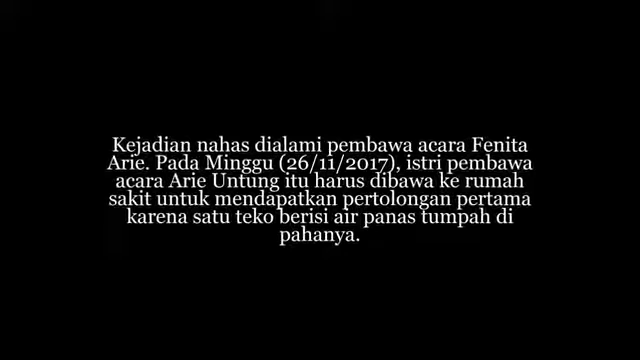 Kejadian nahas dialami pembawa acara Fenita
Arie. Pada Minggu (26/11/2017), istri pembawa
acara Arie Untung itu harus dibawa ke rumah
sakit untuk mendapatkan pertolongan pertama
karena satu teko berisi air panas tumpah di
pahanya.